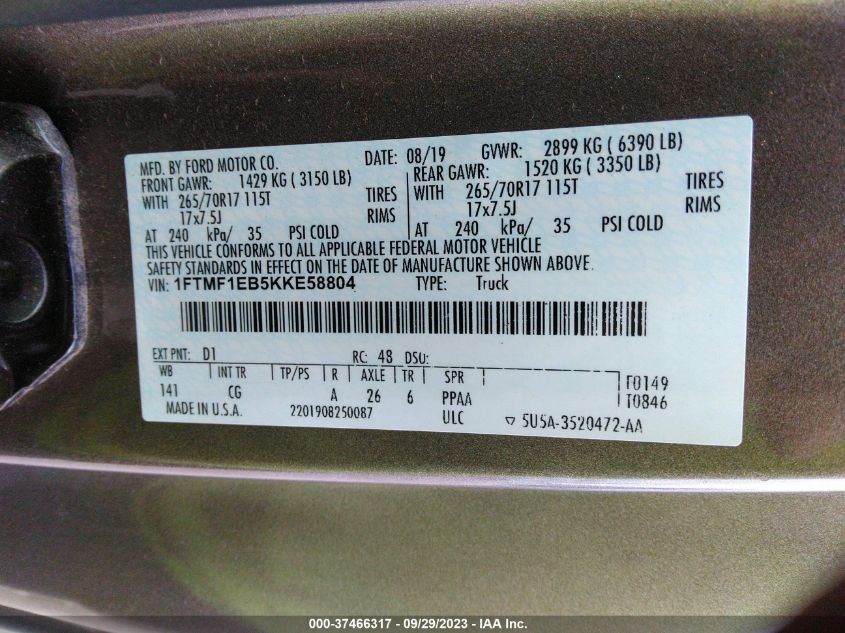 MFD. BY FORD MOTOR CO. DATE: 08/19 GVWR: 2899 KG ( 6390 LB)
FRONT GAWR: 1429 KG ( 3150 LB) REAR GAWR: 1520 KG ( 3350 LB)
WITH 265/70R17 115T TIRES WITH 265/70R17 115T TIRES
17x7.5J RIMS 17x7.5J RIMS
AT 240 kPa/ 35 PSI COLD AT 240 kPa/ 35 PSI COLD
THIS VEHICLE CONFORMS TO ALL APPLICABLE FEDERAL MOTOR VEHICLE
SAFETY STANDARDS IN EFFECT ON THE DATE OF MANUFACTURE SHOWN ABOVE.
VIN: 1FTMF1EB5KKE58804 TYPE: Truck
EXT PNT: D1 RC: 48 DSO:
WB INT TR TP/PS R AXLE TR SPR T0149
141 CG A 26 6 PPAA T0846
MADE IN U.S.A. 2201908250087 ULC ▽ 5U5A-3520472-AA
000-37466317 - 09/29/2023 - IAA Inc.